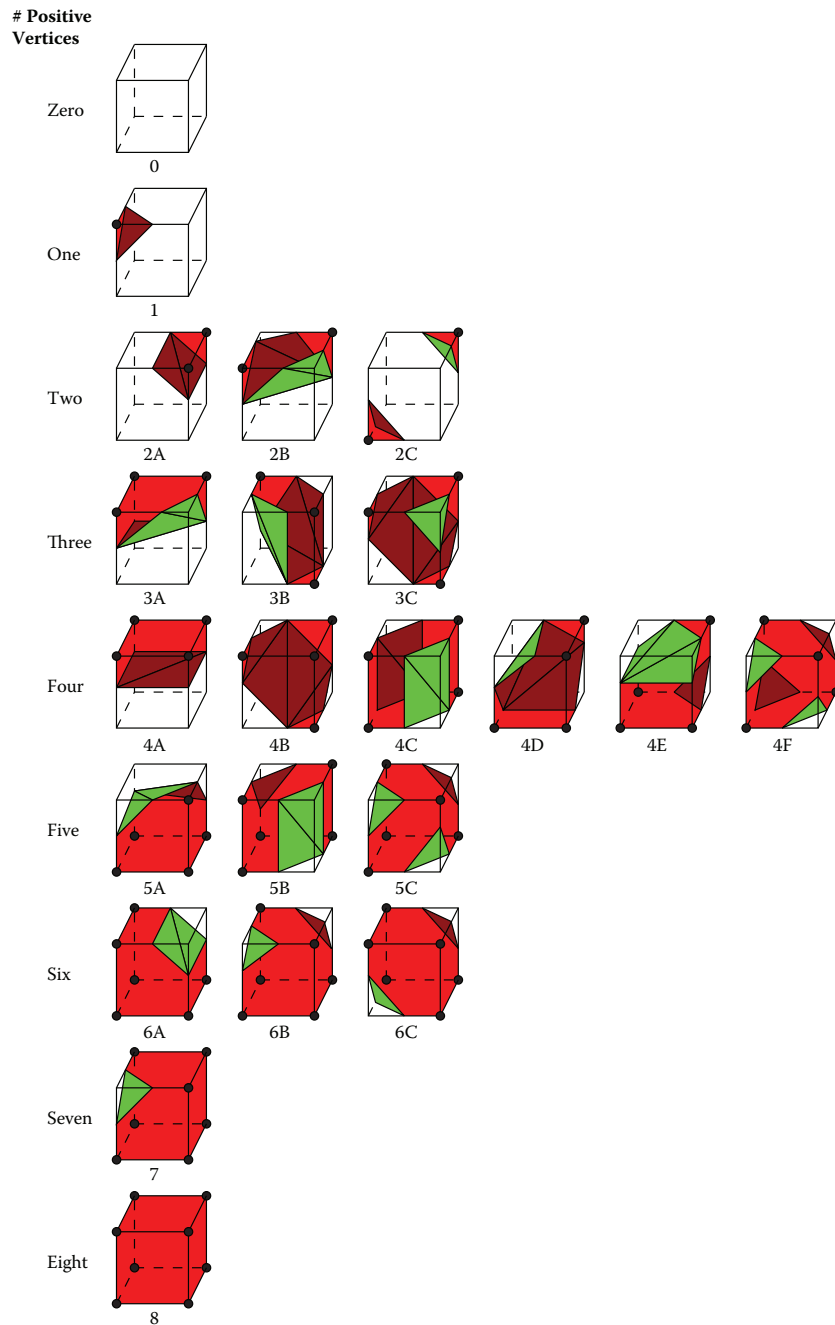 # Positive
Vertices
Zero
0
One
1
Two
2A 2B 2C
Three
3A 3B 3C
Four
4A 4B 4C 4D 4E 4F
Five
5A 5B 5C
Six
6A 6B 6C
Seven
7
Eight
8